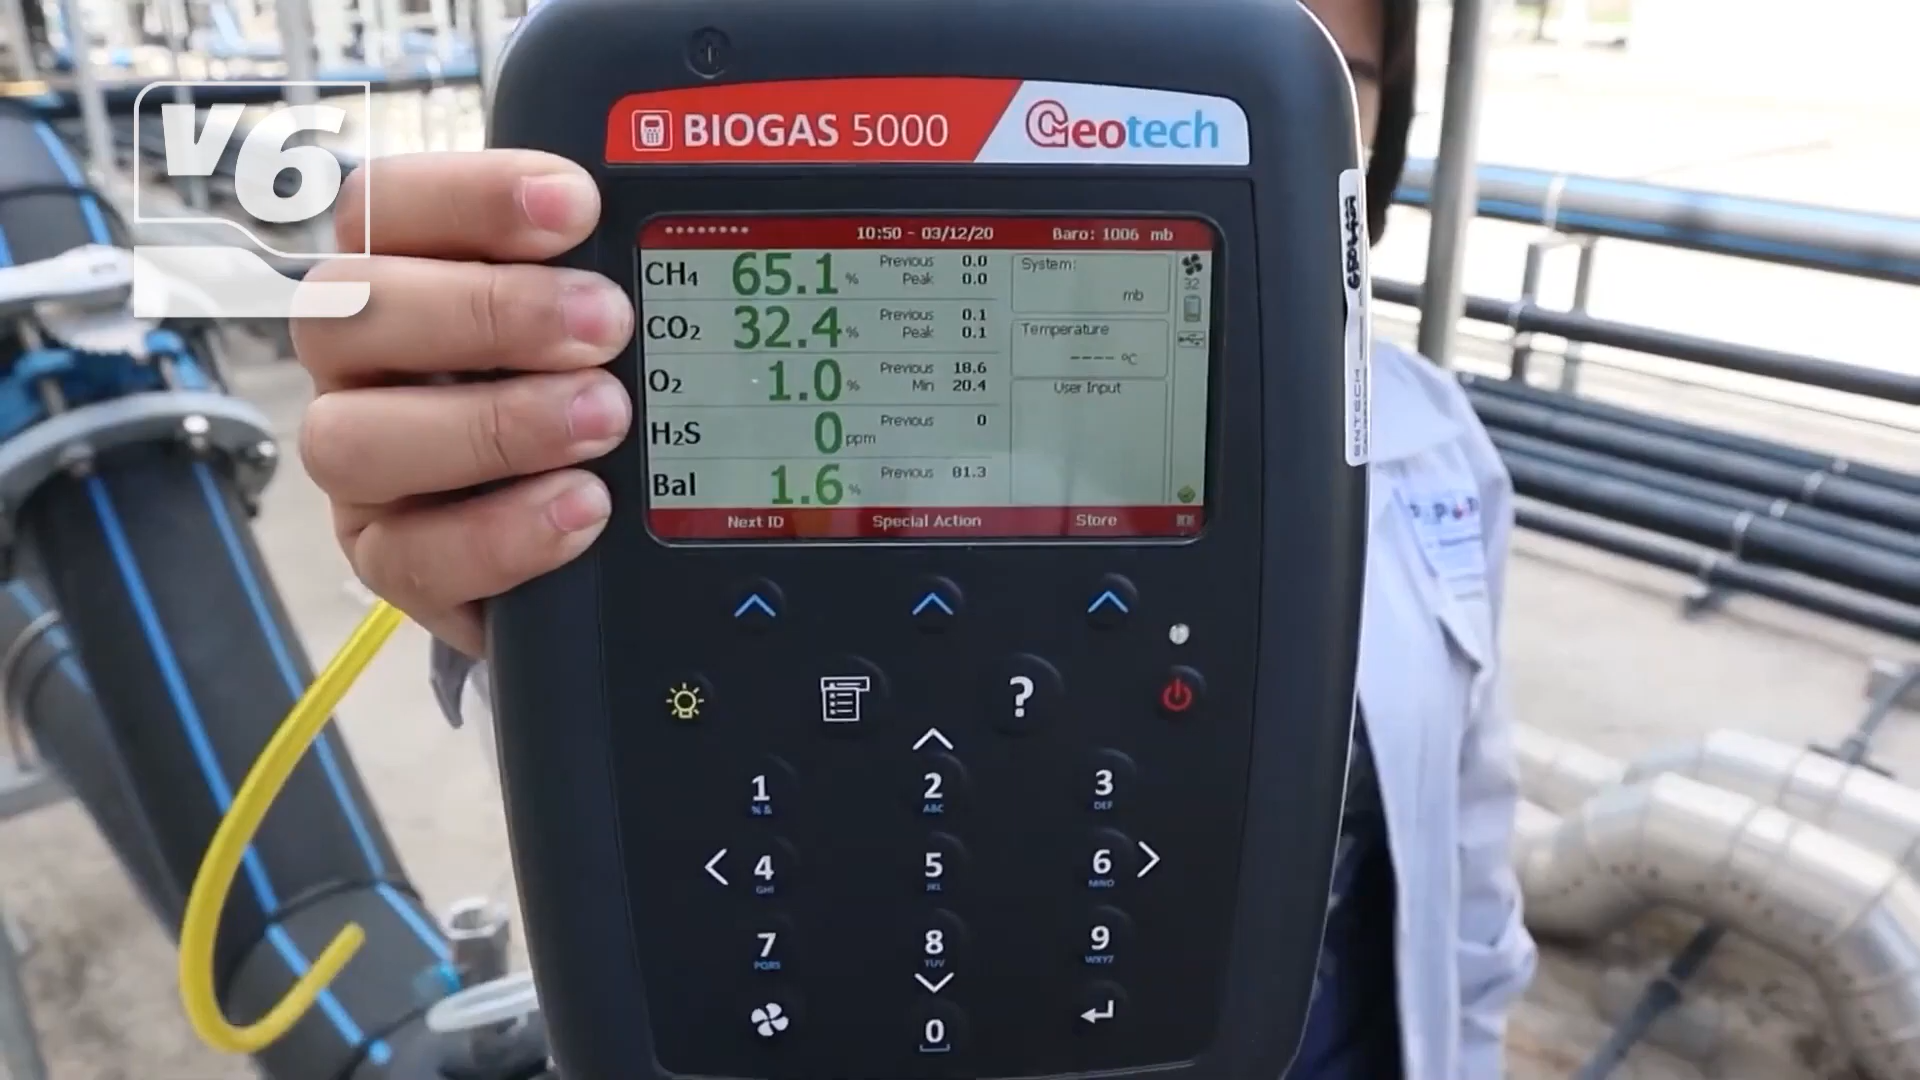 v6
BIOGAS 5000 Geotech
10:50 - 03/12/20 Baro: 1006 mb
CH4 65.1 % Previous 0.0
Peak 0.0
System:
mb
32
CO2 32.4 % Previous 0.1
Peak 0.1
Temperature
---- ºC
O2 1.0 % Previous 18.6
Min 20.4
User Input
H2S 0 ppm Previous 0
Bal 1.6 % Previous 81.3
Next ID Special Action Store
?
1 2 3
% & ABC DEF
4 5 6
GHI JKL MNO
7 8 9
PQRS TUV WXYZ
0
ENTECH